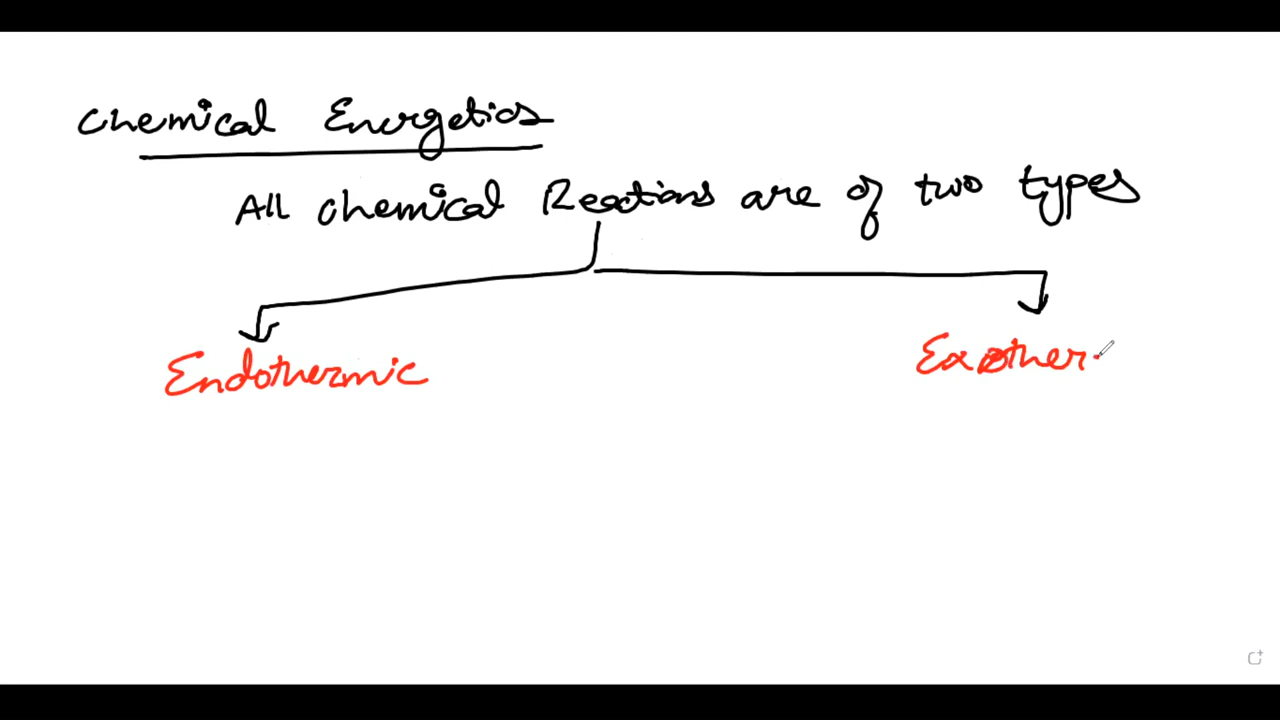 Chemical Energetics
All chemical Reactions are of two types
Endothermic
Exother